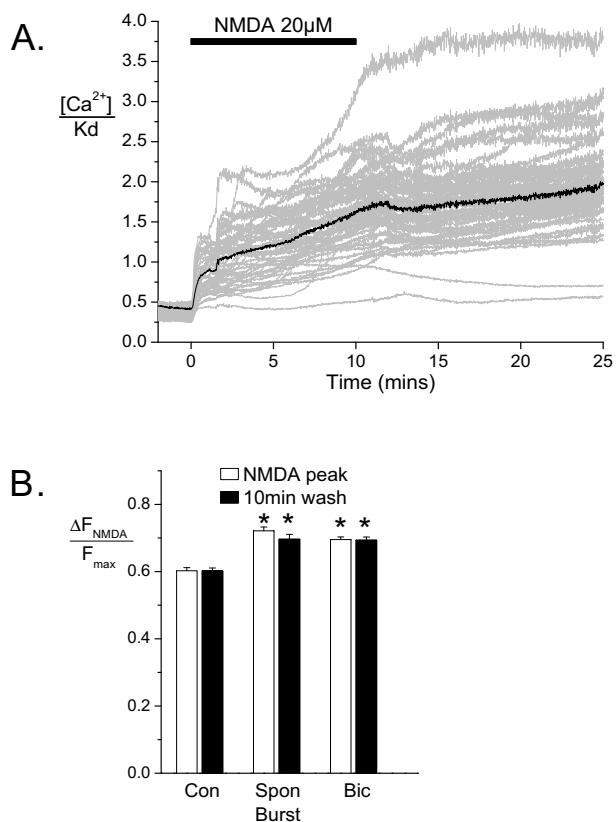 A.
NMDA 20µM
[Ca²⁺]
Kd
4.0
3.5
3.0
2.5
2.0
1.5
1.0
0.5
0.0
0 5 10 15 20 25
Time (mins)
B.
NMDA peak
10min wash
ΔF_NMDA
F_max
0.8
0.6
0.4
0.2
0.0
* * * *
Con Spon Bic
Burst